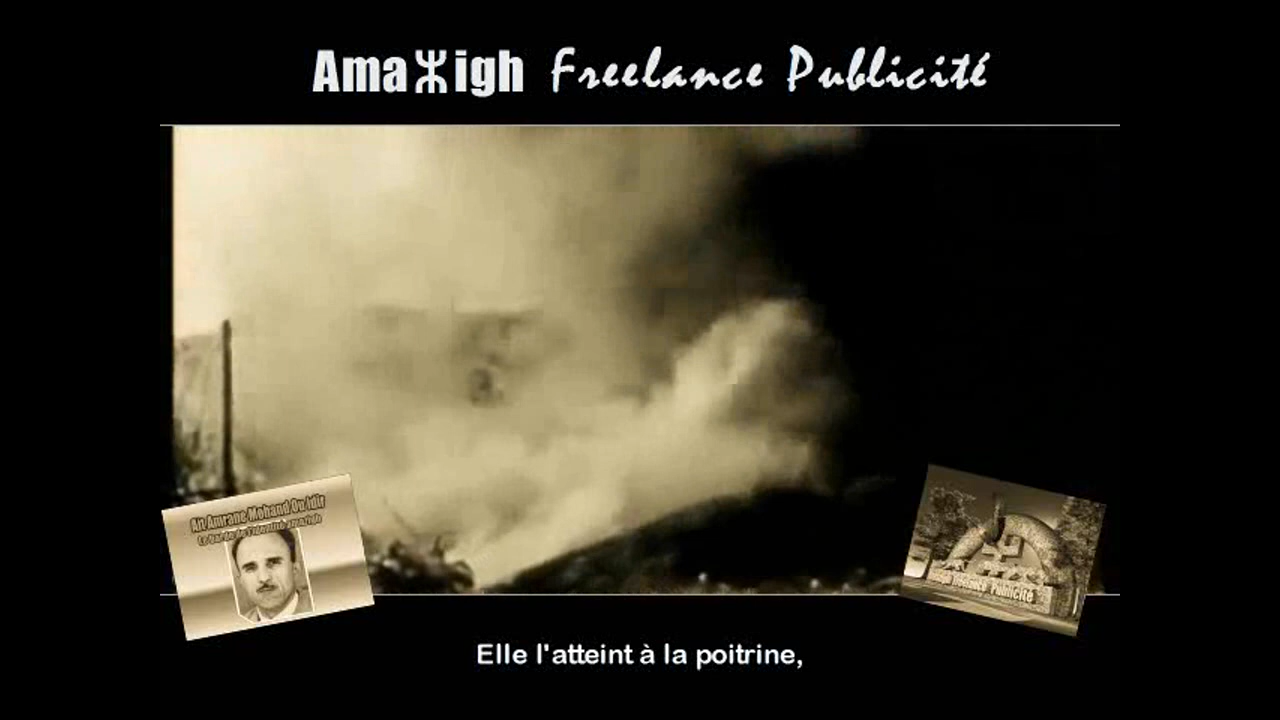 Amaⵣigh Freelance Publicité
Ait Amrane Mohand Ou Idir
Elle l'atteint à la poitrine,